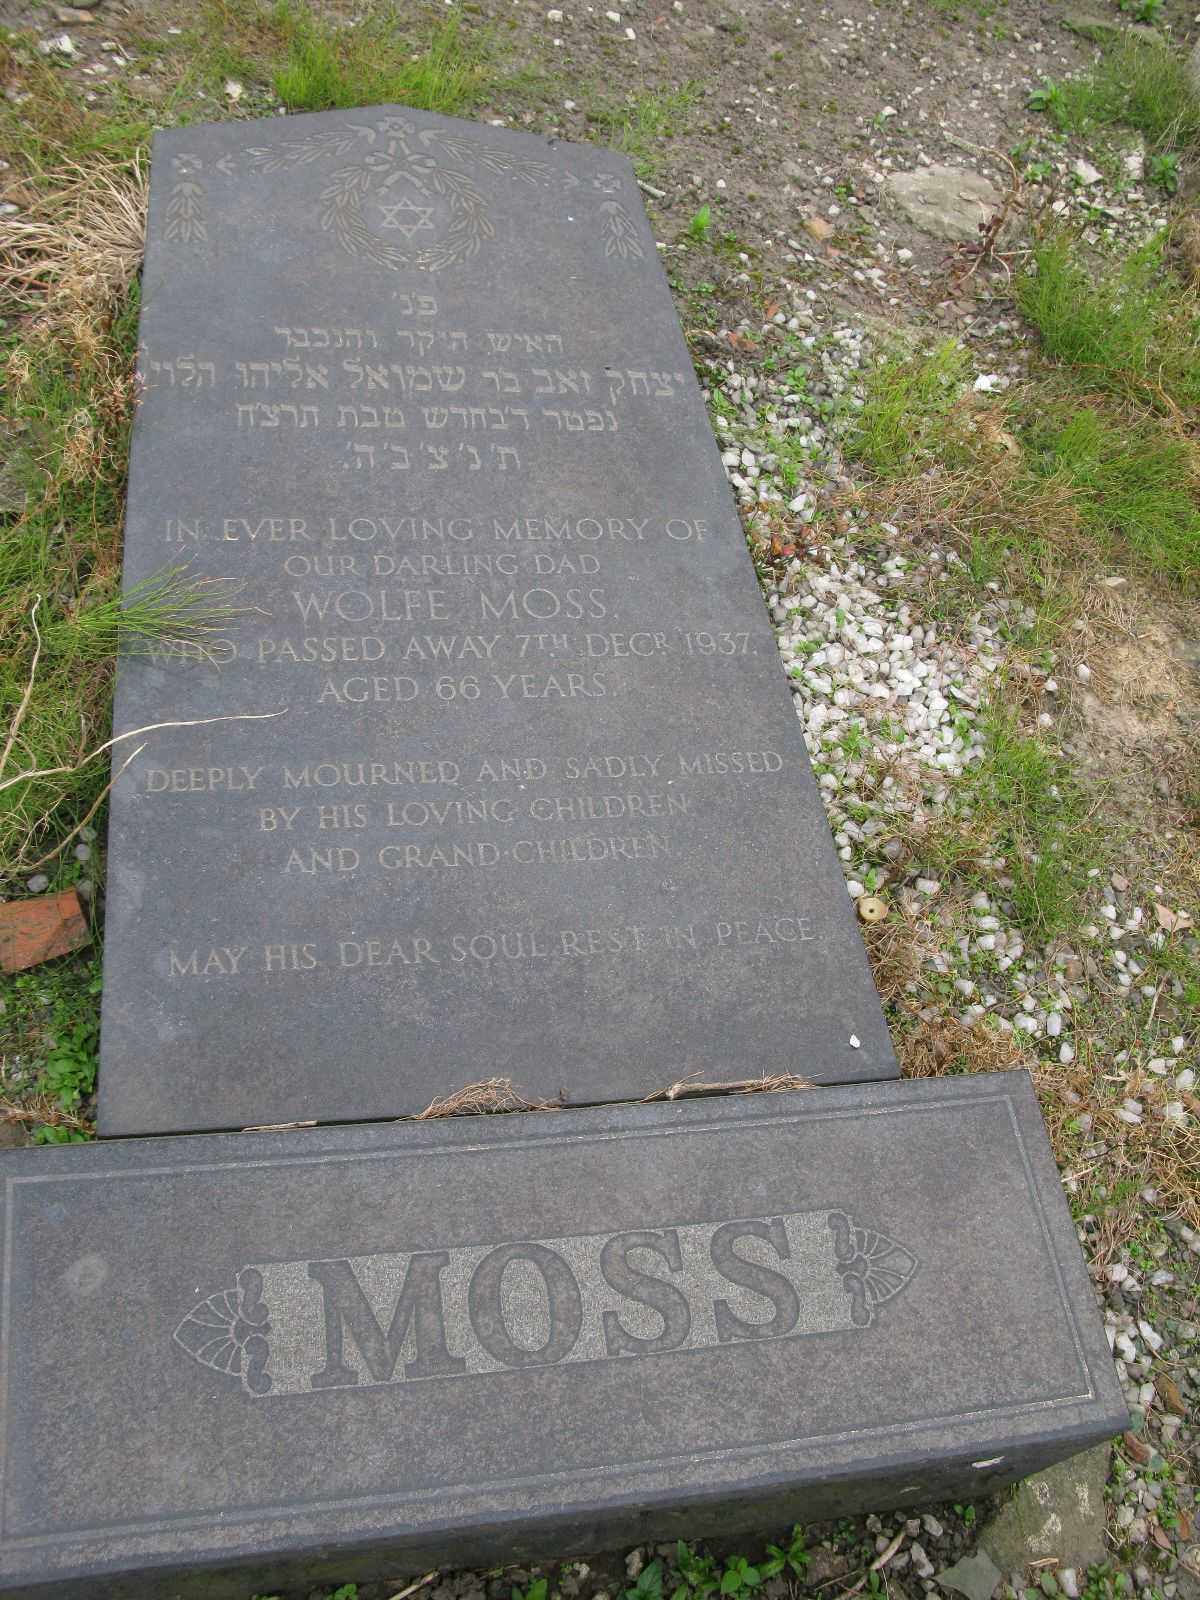 פ'נ'
האיש היקר והנכבד
יצחק זאב בר שמואל אליהו הלוי
נפטר ד' בחדש טבת תרצ"ח
ת' נ' צ' ב' ה'.
IN EVER LOVING MEMORY OF
OUR DARLING DAD
WOLFE MOSS.
WHO PASSED AWAY 7TH DECR 1937.
AGED 66 YEARS.
DEEPLY MOURNED AND SADLY MISSED
BY HIS LOVING CHILDREN
AND GRAND-CHILDREN.
MAY HIS DEAR SOUL REST IN PEACE.
MOSS